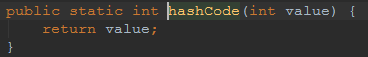 public static int hashCode(int value) {
    return value;
}